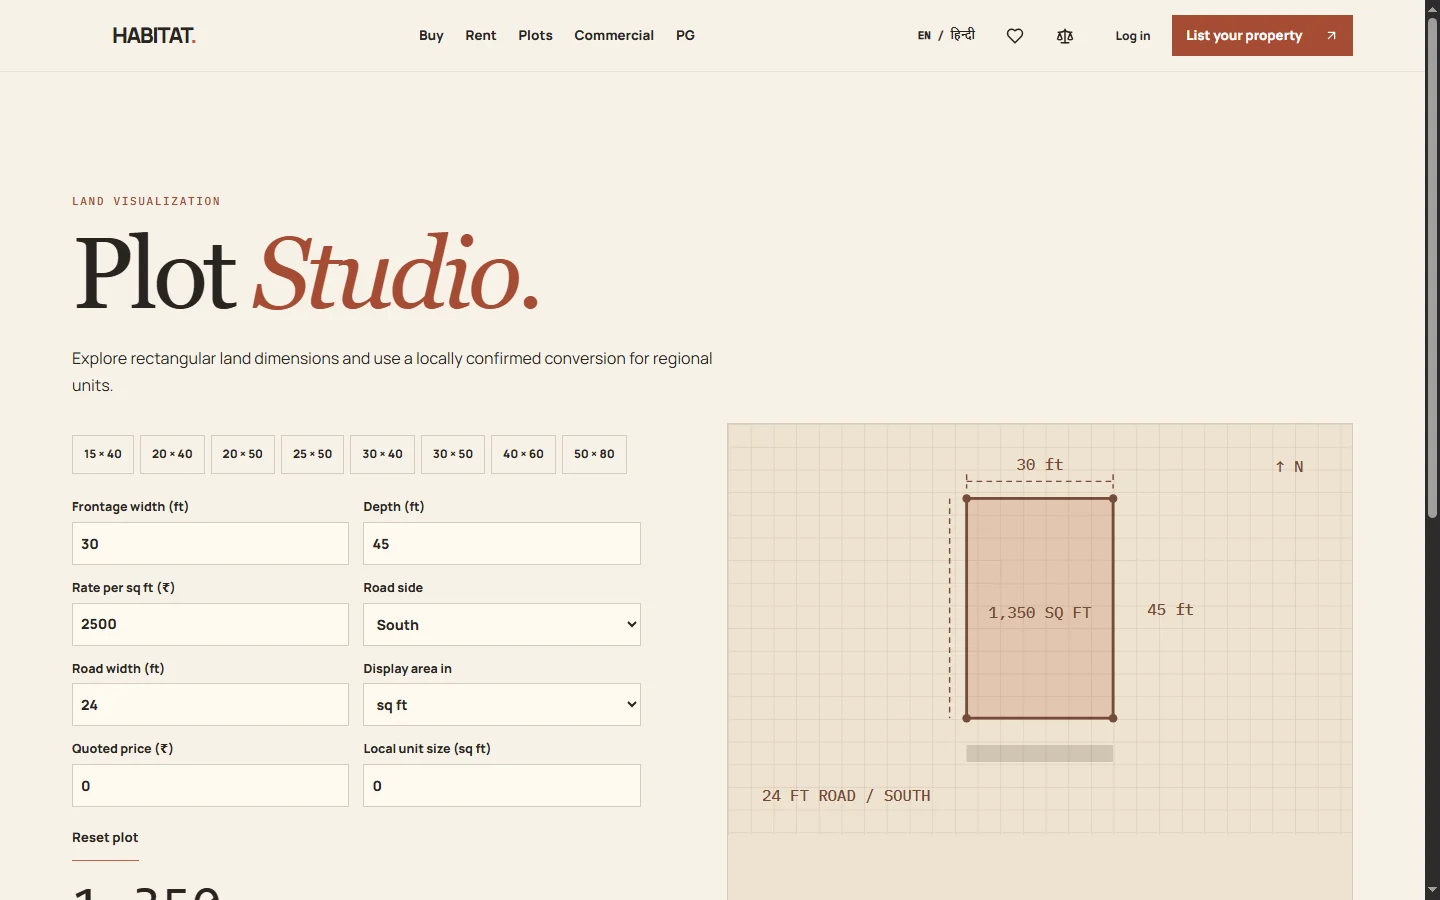 HABITAT.
Buy Rent Plots Commercial PG
EN / हिन्दी
Log in
List your property
LAND VISUALIZATION
Plot Studio.
Explore rectangular land dimensions and use a locally confirmed conversion for regional
units.
15 × 40 20 × 40 20 × 50 25 × 50 30 × 40 30 × 50 40 × 60 50 × 80
Frontage width (ft) Depth (ft)
30 45
Rate per sq ft (₹) Road side
2500 South
Road width (ft) Display area in
24 sq ft
Quoted price (₹) Local unit size (sq ft)
0 0
Reset plot
1,350
30 ft
↑ N
1,350 SQ FT
45 ft
24 FT ROAD / SOUTH